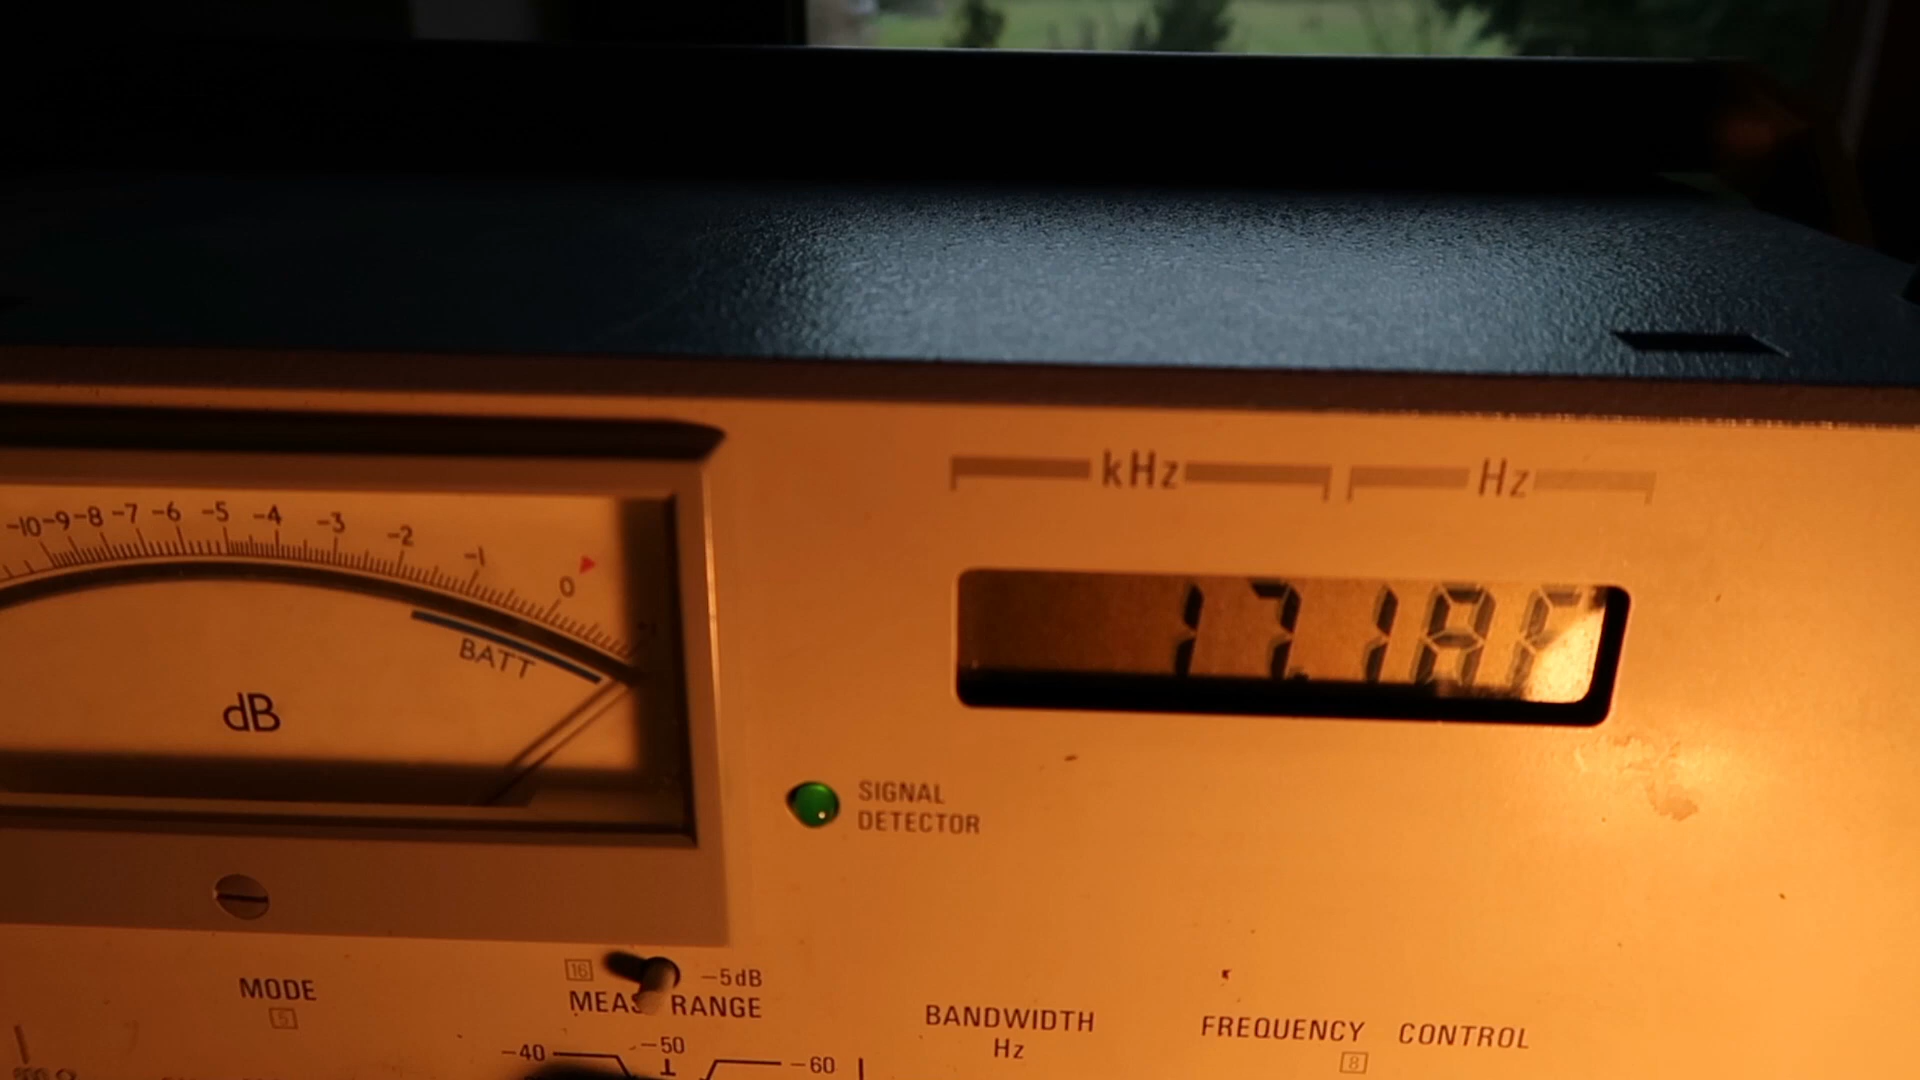 kHz Hz
-10 -9 -8 -7 -6 -5 -4 -3 -2 -1 0 +1
BATT
dB
SIGNAL
DETECTOR
16 -5dB
MODE MEAS RANGE
5
BANDWIDTH
Hz
FREQUENCY CONTROL
8
-40 -50 -60